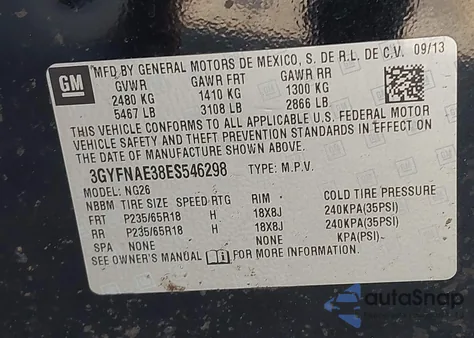 GM
MFD BY GENERAL MOTORS DE MEXICO, S. DE R.L. DE C.V. 09/13
GVWR GAWR FRT GAWR RR
2480 KG 1410 KG 1300 KG
5467 LB 3108 LB 2866 LB
THIS VEHICLE CONFORMS TO ALL APPLICABLE U.S. FEDERAL MOTOR
VEHICLE SAFETY, BUMPER, AND THEFT PREVENTION STANDARDS IN EFFECT
ON THE DATE OF MANUFACTURE SHOWN ABOVE.
3GYFNAE38ES546298 TYPE: M.P.V.
MODEL: NG26
NBBM TIRE SIZE SPEED RTG RIM COLD TIRE PRESSURE
FRT P235/65R18 H 18X8J 240KPA(35PSI)
RR P235/65R18 H 18X8J 240KPA(35PSI)
SPA NONE NONE KPA(PSI)
SEE OWNER'S MANUAL FOR MORE INFORMATION.
autoSnap